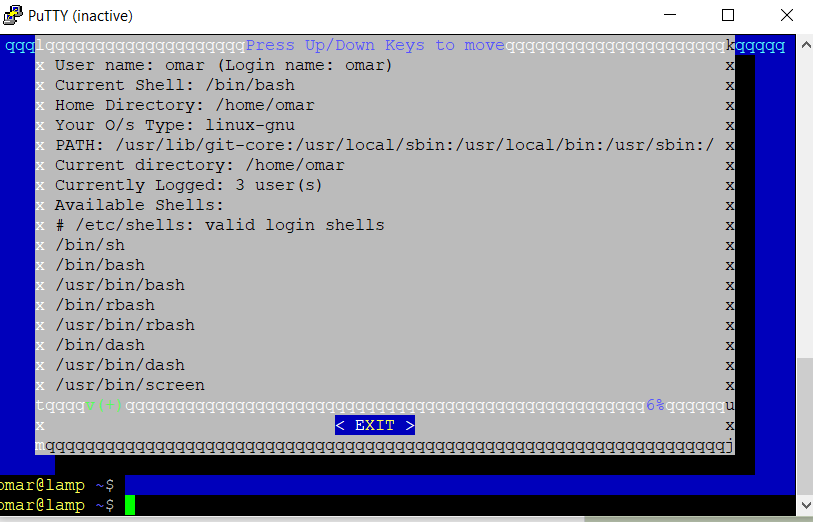 PuTTY (inactive)
qqqlqqqqqqqqqqqqqqqqqqqqPress Up/Down Keys to moveqqqqqqqqqqqqqqqqqqqqqqkqqqqq
x User name: omar (Login name: omar) x
x Current Shell: /bin/bash x
x Home Directory: /home/omar x
x Your O/s Type: linux-gnu x
x PATH: /usr/lib/git-core:/usr/local/sbin:/usr/local/bin:/usr/sbin:/ x
x Current directory: /home/omar x
x Currently Logged: 3 user(s) x
x Available Shells: x
x # /etc/shells: valid login shells x
x /bin/sh x
x /bin/bash x
x /usr/bin/bash x
x /bin/rbash x
x /usr/bin/rbash x
x /bin/dash x
x /usr/bin/dash x
x /usr/bin/screen x
tqqqqv(+)qqqqqqqqqqqqqqqqqqqqqqqqqqqqqqqqqqqqqqqqqqqqqqqqqqqq6%qqqqqqu
x < EXIT > x
mqqqqqqqqqqqqqqqqqqqqqqqqqqqqqqqqqqqqqqqqqqqqqqqqqqqqqqqqqqqqqqqqqqqqj
omar@lamp ~$
omar@lamp ~$